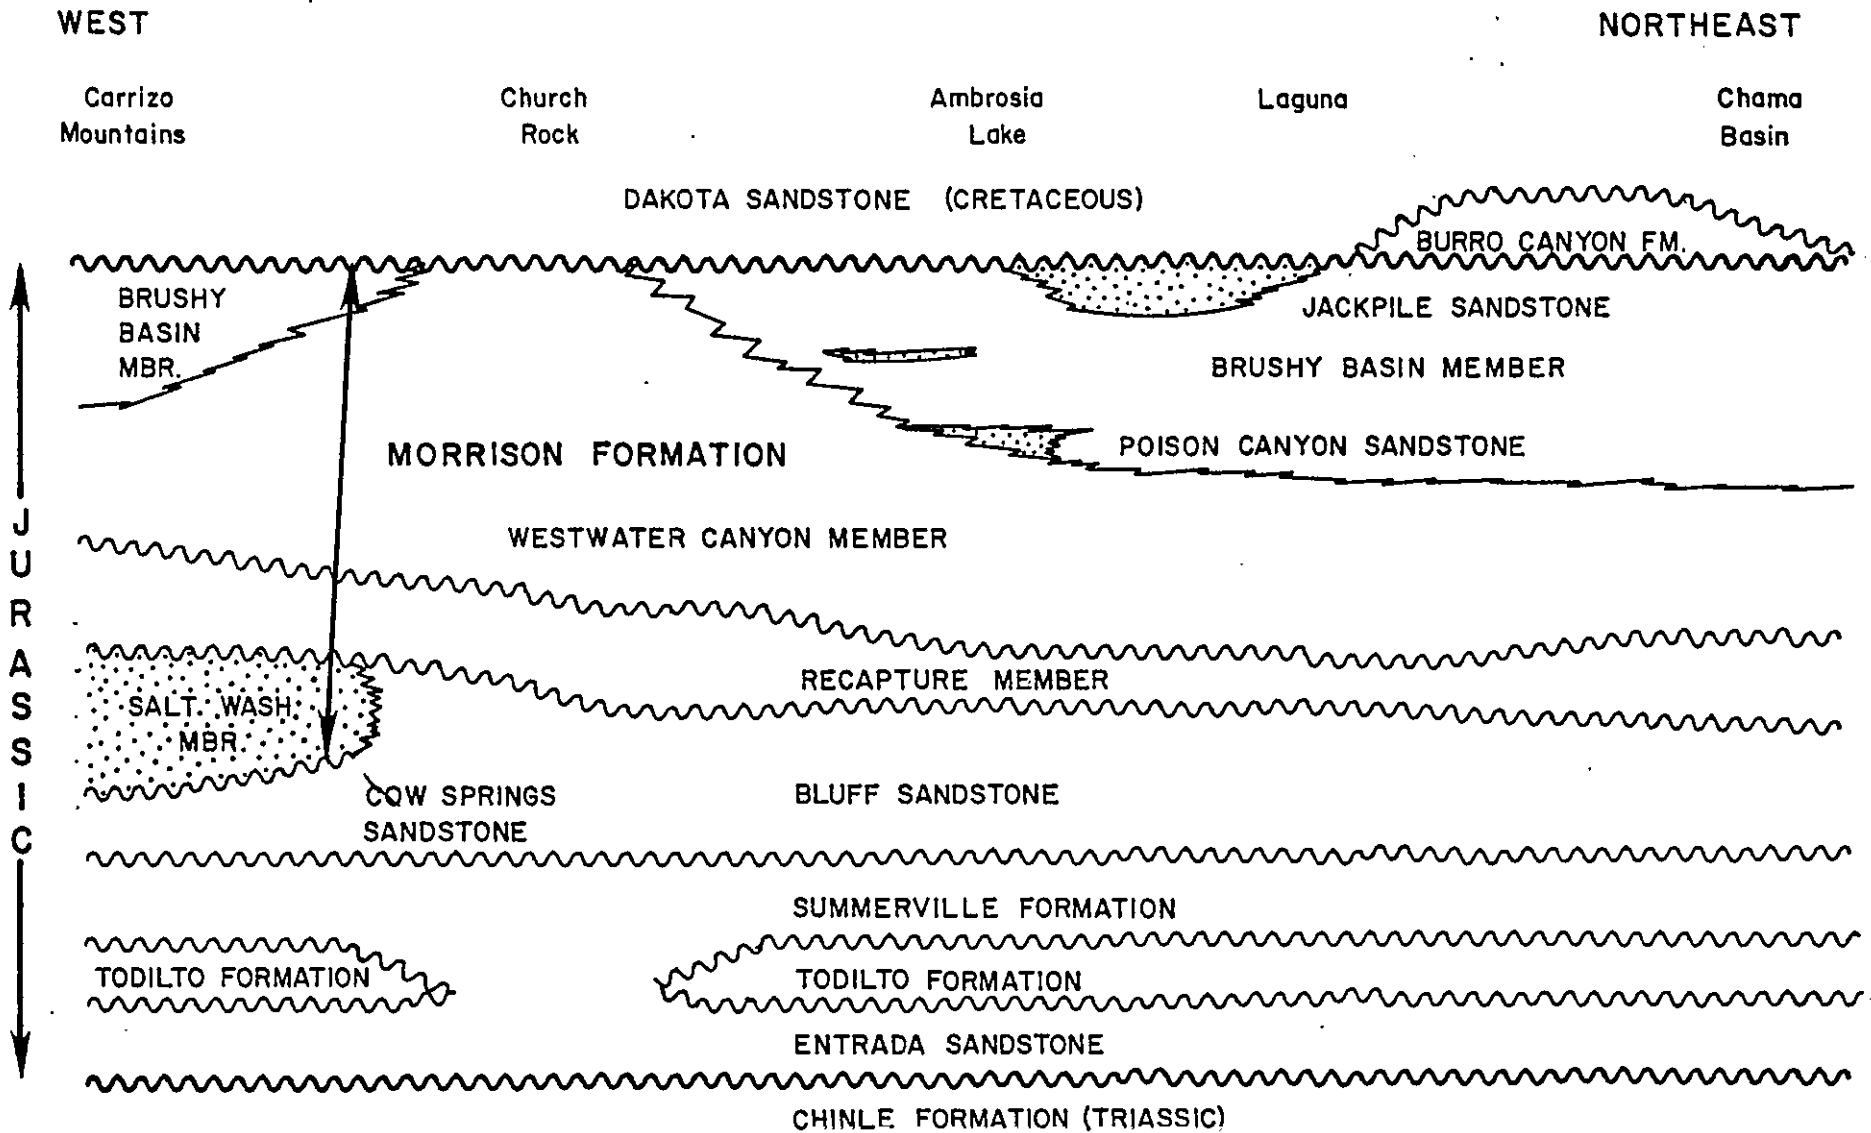 WEST
NORTHEAST
Carrizo
Mountains
Church
Rock
Ambrosia
Lake
Laguna
Chama
Basin
DAKOTA SANDSTONE (CRETACEOUS)
BURRO CANYON FM.
BRUSHY
BASIN
MBR.
JACKPILE SANDSTONE
BRUSHY BASIN MEMBER
MORRISON FORMATION
POISON CANYON SANDSTONE
WESTWATER CANYON MEMBER
JURASSIC
RECAPTURE MEMBER
SALT WASH
MBR.
COW SPRINGS
SANDSTONE
BLUFF SANDSTONE
SUMMERVILLE FORMATION
TODILTO FORMATION
TODILTO FORMATION
ENTRADA SANDSTONE
CHINLE FORMATION (TRIASSIC)